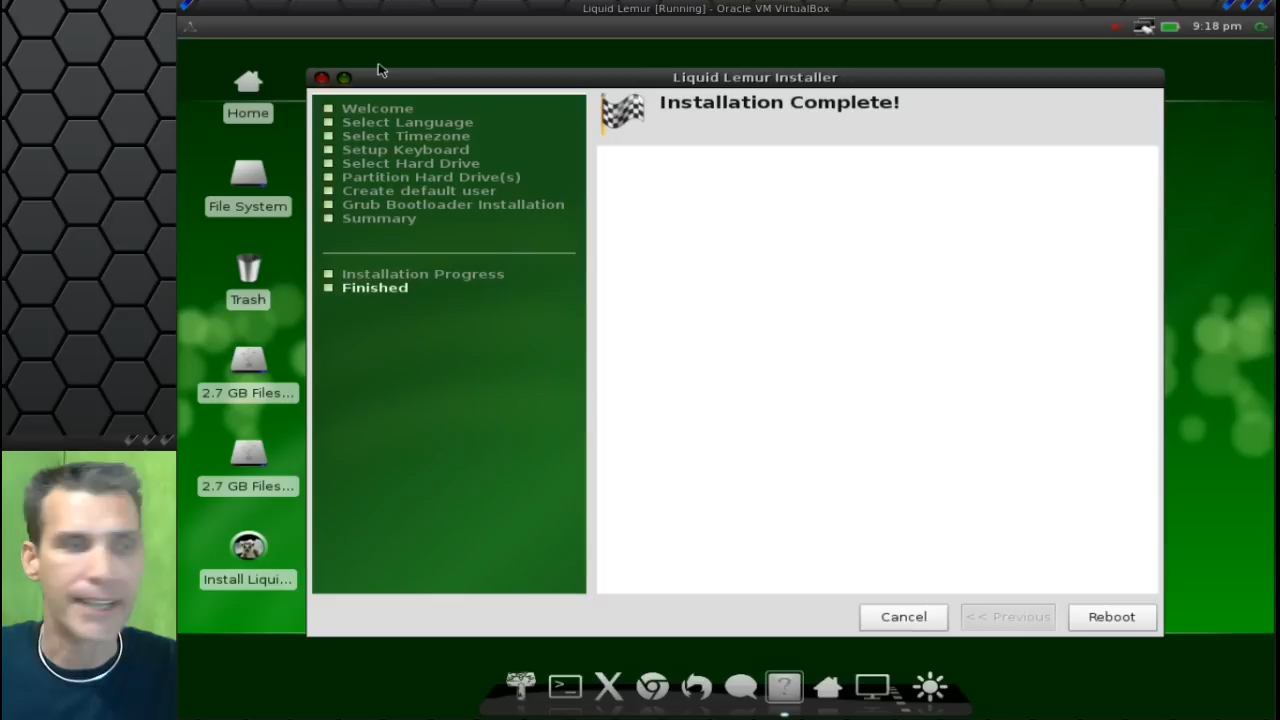 Liquid Lemur [Running] - Oracle VM VirtualBox
9:18 pm
Home
File System
Trash
2.7 GB Files...
2.7 GB Files...
Install Liqui...
Liquid Lemur Installer
Welcome
Select Language
Select Timezone
Setup Keyboard
Select Hard Drive
Partition Hard Drive(s)
Create default user
Grub Bootloader Installation
Summary
Installation Progress
Finished
Installation Complete!
Cancel
<< Previous
Reboot
>_
?